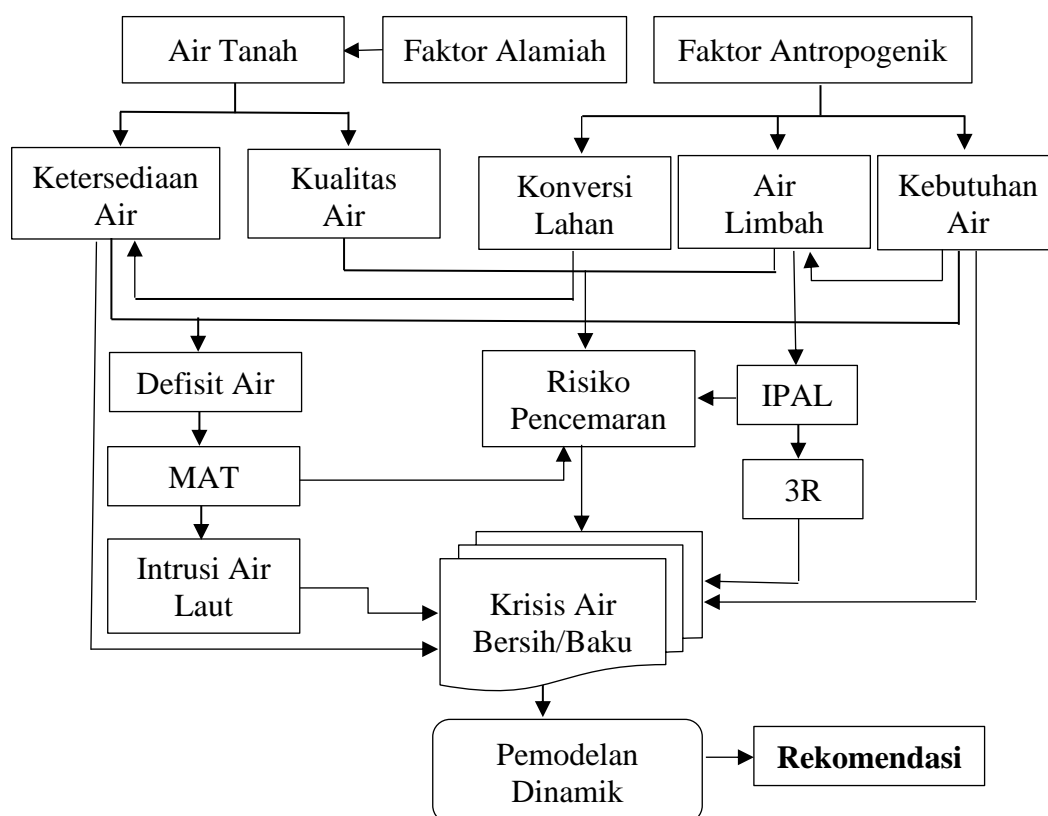 Air Tanah
Faktor Alamiah
Faktor Antropogenik
Ketersediaan
Air
Kualitas
Air
Konversi
Lahan
Air
Limbah
Kebutuhan
Air
Defisit Air
Risiko
Pencemaran
IPAL
MAT
3R
Intrusi Air
Laut
Krisis Air
Bersih/Baku
Pemodelan
Dinamik
Rekomendasi